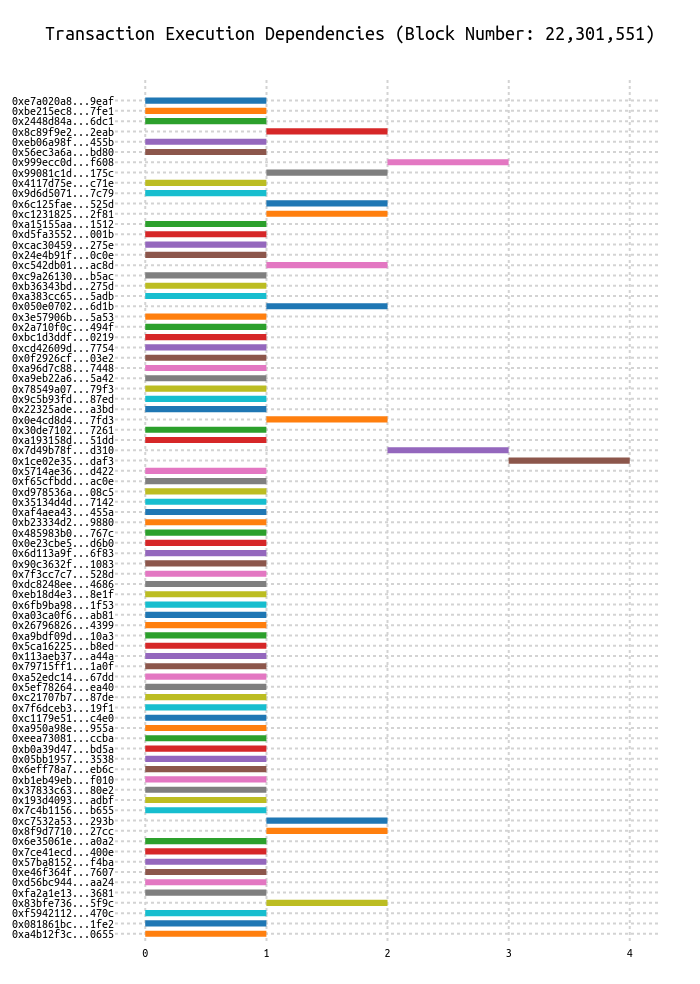 Transaction Execution Dependencies (Block Number: 22,301,551)
0xe7a020a8...9eaf
0xbe215ec8...7fe1
0x2448d84a...6dc1
0x8c89f9e2...2eab
0xeb06a98f...455b
0x56ec3a6a...bd80
0x999ecc0d...f608
0x99081c1d...175c
0x4117d75e...c71e
0x9d6d5071...7c79
0x6c125fae...525d
0xc1231825...2f81
0xa15155aa...1512
0xd5fa3552...001b
0xcac30459...275e
0x24e4b91f...0c0e
0xc542db01...ac8d
0xc9a26130...b5ac
0xb36343bd...275d
0xa383cc65...5adb
0x050e0702...6d1b
0x3e57906b...5a53
0x2a710f0c...494f
0xbc1d3ddf...0219
0xcd42609d...7754
0x0f2926cf...03e2
0xa96d7c88...7448
0xa9eb22a6...5a42
0x78549a07...79f3
0x9c5b93fd...87ed
0x22325ade...a3bd
0x0e4cd8d4...7fd3
0x30de7102...7261
0xa193158d...51dd
0x7d49b78f...d310
0x1ce02e35...daf3
0x5714ae36...d422
0xf65cfbdd...ac0e
0xd978536a...08c5
0x35134d4d...7142
0xaf4aea43...455a
0xb23334d2...9880
0x485983b0...767c
0x0e23cbe5...d6b0
0x6d113a9f...6f83
0x90c3632f...1083
0x7f3cc7c7...528d
0xdc8248ee...4686
0xeb18d4e3...8e1f
0x6fb9ba98...1f53
0xa03ca0f6...ab81
0x26796826...4399
0xa9bdf09d...10a3
0x5ca16225...b8ed
0x113aeb37...a44a
0x79715ff1...1a0f
0xa52edc14...67dd
0x5ef78264...ea40
0xc21707b7...87de
0x7f6dceb3...19f1
0xc1179e51...c4e0
0xa950a98e...955a
0xeea73081...ccba
0xb0a39d47...bd5a
0x05bb1957...3538
0x6eff78a7...eb6c
0xb1eb49eb...f010
0x37833c63...80e2
0x193d4093...adbf
0x7c4b1156...b655
0xc7532a53...293b
0x8f9d7710...27cc
0x6e35061e...a0a2
0x7ce41ecd...400e
0x57ba8152...f4ba
0xe46f364f...7607
0xd56bc944...aa24
0xfa2a1e13...3681
0x83bfe736...5f9c
0xf5942112...470c
0x081861bc...1fe2
0xa4b12f3c...0655
0 1 2 3 4